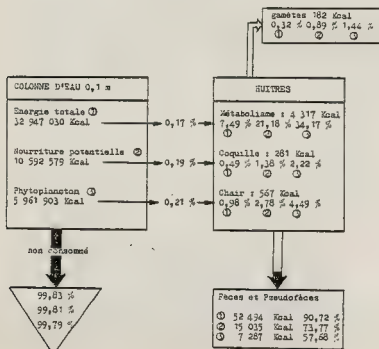 gamètes 182 Kcal
0,32 % 0,89 % 1,44 %
① ② ③
COLONNE D'EAU 0,1 m
Energie totale ①
32 947 030 Kcal
0,17 %
Nourriture potentielle ②
10 592 579 Kcal
0,19 %
Phytoplancton ③
5 961 903 Kcal
0,21 %
non consommé
99,83 %
99,81 %
99,79 %
HUITRES
Métabolisme : 4 317 Kcal
7,49 % 21,18 % 34,17 %
① ② ③
Coquille : 281 Kcal
0,49 % 1,38 % 2,22 %
① ② ③
Chair : 567 Kcal
0,98 % 2,78 % 4,49 %
① ② ③
Fèces et Pseudofèces
① 52 494 Kcal 90,72 %
② 15 035 Kcal 73,77 %
③ 7 287 Kcal 57,68 %